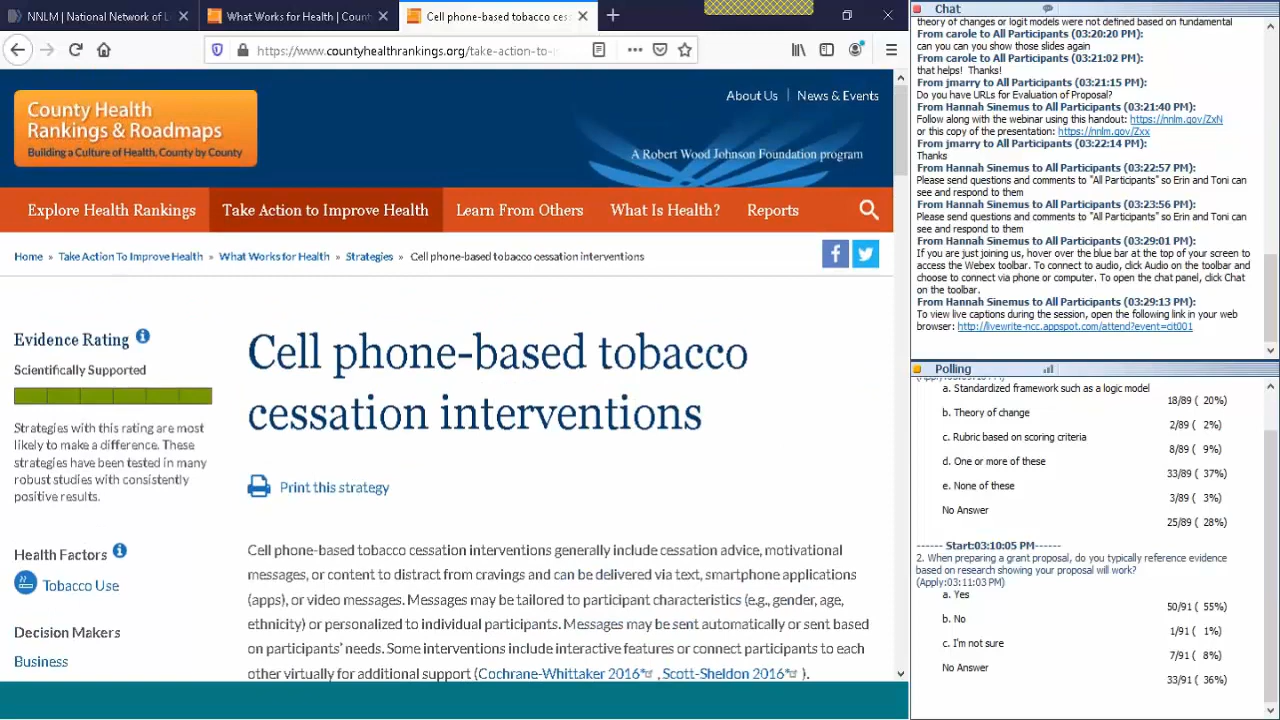 NNLM | National Network of L
What Works for Health | Count
Cell phone-based tobacco ces
https://www.countyhealthrankings.org/take-action-to-i
County Health
Rankings & Roadmaps
Building a Culture of Health, County by County
About Us | News & Events
A Robert Wood Johnson Foundation program
Explore Health Rankings
Take Action to Improve Health
Learn From Others
What Is Health?
Reports
Home » Take Action To Improve Health » What Works for Health » Strategies » Cell phone-based tobacco cessation interventions
Evidence Rating
Scientifically Supported
Strategies with this rating are most
likely to make a difference. These
strategies have been tested in many
robust studies with consistently
positive results.
Health Factors
Tobacco Use
Decision Makers
Business
Cell phone-based tobacco
cessation interventions
Print this strategy
Cell phone-based tobacco cessation interventions generally include cessation advice, motivational
messages, or content to distract from cravings and can be delivered via text, smartphone applications
(apps), or video messages. Messages may be tailored to participant characteristics (e.g., gender, age,
ethnicity) or personalized to individual participants. Messages may be sent automatically or sent based
on participants' needs. Some interventions include interactive features or connect participants to each
other virtually for additional support (Cochrane-Whittaker 2016*, Scott-Sheldon 2016*).
Chat
theory of changes or logit models were not defined based on fundamental
From carole to All Participants (03:20:20 PM):
can you can you show those slides again
From carole to All Participants (03:21:02 PM):
that helps! Thanks!
From jmarry to All Participants (03:21:15 PM):
Do you have URLs for Evaluation of Proposal?
From Hannah Sinemus to All Participants (03:21:40 PM):
Follow along with the webinar using this handout: https://nnlm.gov/ZxN
or this copy of the presentation: https://nnlm.gov/Zxx
From jmarry to All Participants (03:22:14 PM):
Thanks
From Hannah Sinemus to All Participants (03:22:57 PM):
Please send questions and comments to "All Participants" so Erin and Toni can
see and respond to them
From Hannah Sinemus to All Participants (03:23:56 PM):
Please send questions and comments to "All Participants" so Erin and Toni can
see and respond to them
From Hannah Sinemus to All Participants (03:29:01 PM):
If you are just joining us, hover over the blue bar at the top of your screen to
access the Webex toolbar. To connect to audio, click Audio on the toolbar and
choose to connect via phone or computer. To open the chat panel, click Chat
on the toolbar.
From Hannah Sinemus to All Participants (03:29:13 PM):
To view live captions during the session, open the following link in your web
browser: http://livewrite-ncc.appspot.com/attend?event=cit001
Polling
a. Standardized framework such as a logic model
18/89 ( 20%)
b. Theory of change
2/89 ( 2%)
c. Rubric based on scoring criteria
8/89 ( 9%)
d. One or more of these
33/89 ( 37%)
e. None of these
3/89 ( 3%)
No Answer
25/89 ( 28%)
------ Start:03:10:05 PM------
2. When preparing a grant proposal, do you typically reference evidence
based on research showing your proposal will work?
(Apply:03:11:03 PM)
a. Yes
50/91 ( 55%)
b. No
1/91 ( 1%)
c. I'm not sure
7/91 ( 8%)
No Answer
33/91 ( 36%)